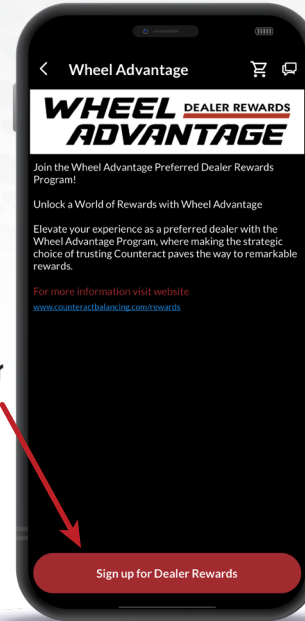 Wheel Advantage
WHEEL DEALER REWARDS
ADVANTAGE
Join the Wheel Advantage Preferred Dealer Rewards
Program!
Unlock a World of Rewards with Wheel Advantage
Elevate your experience as a preferred dealer with the
Wheel Advantage Program, where making the strategic
choice of trusting Counteract paves the way to remarkable
rewards.
For more information visit website
www.counteractbalancing.com/rewards
Sign up for Dealer Rewards